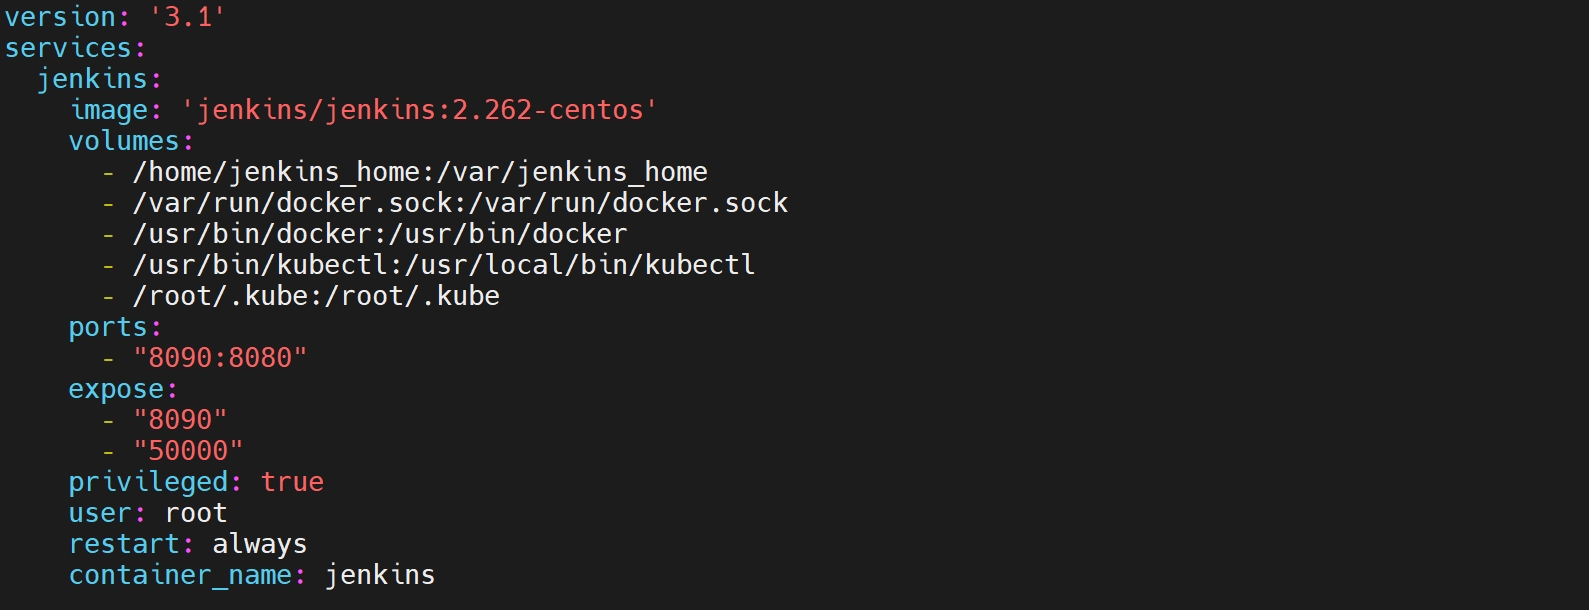 version: '3.1'
services:
  jenkins:
    image: 'jenkins/jenkins:2.262-centos'
    volumes:
      - /home/jenkins_home:/var/jenkins_home
      - /var/run/docker.sock:/var/run/docker.sock
      - /usr/bin/docker:/usr/bin/docker
      - /usr/bin/kubectl:/usr/local/bin/kubectl
      - /root/.kube:/root/.kube
    ports:
      - "8090:8080"
    expose:
      - "8090"
      - "50000"
    privileged: true
    user: root
    restart: always
    container_name: jenkins